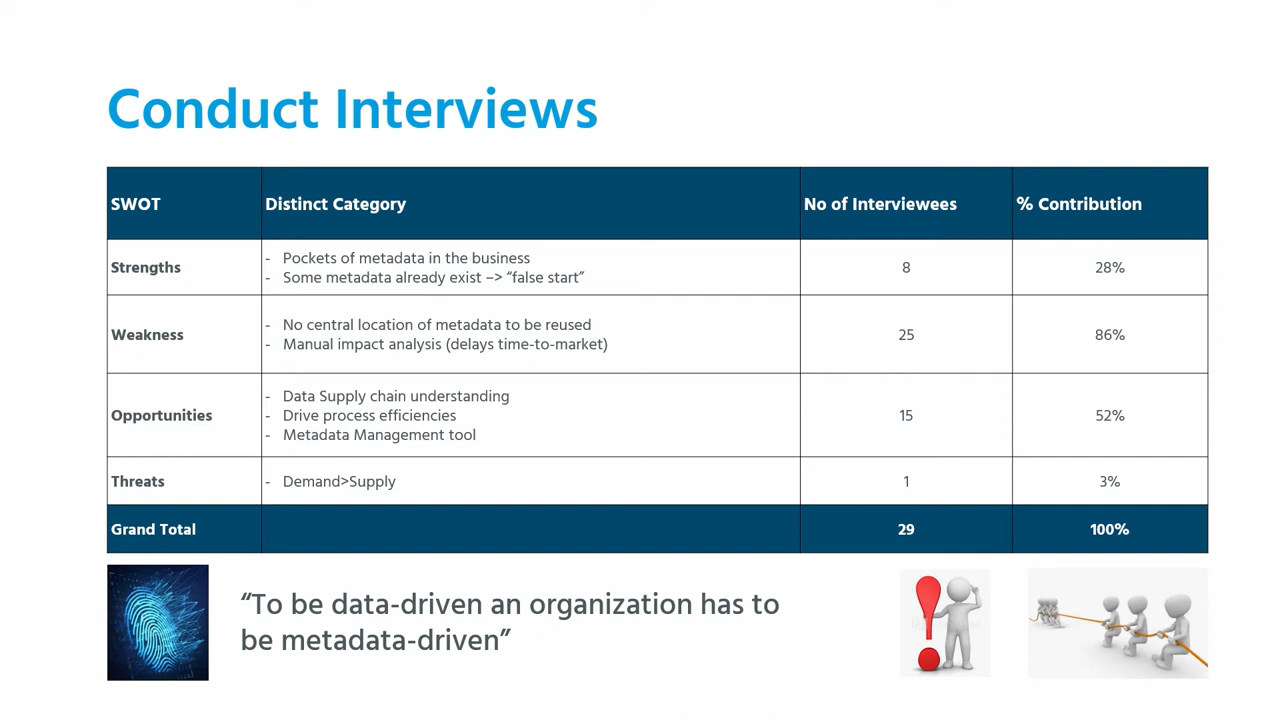 Conduct Interviews
SWOT
Distinct Category
No of Interviewees
% Contribution
Strengths
- Pockets of metadata in the business
- Some metadata already exist –> “false start”
8
28%
Weakness
- No central location of metadata to be reused
- Manual impact analysis (delays time-to-market)
25
86%
Opportunities
- Data Supply chain understanding
- Drive process efficiencies
- Metadata Management tool
15
52%
Threats
- Demand>Supply
1
3%
Grand Total
29
100%
“To be data-driven an organization has to
be metadata-driven”